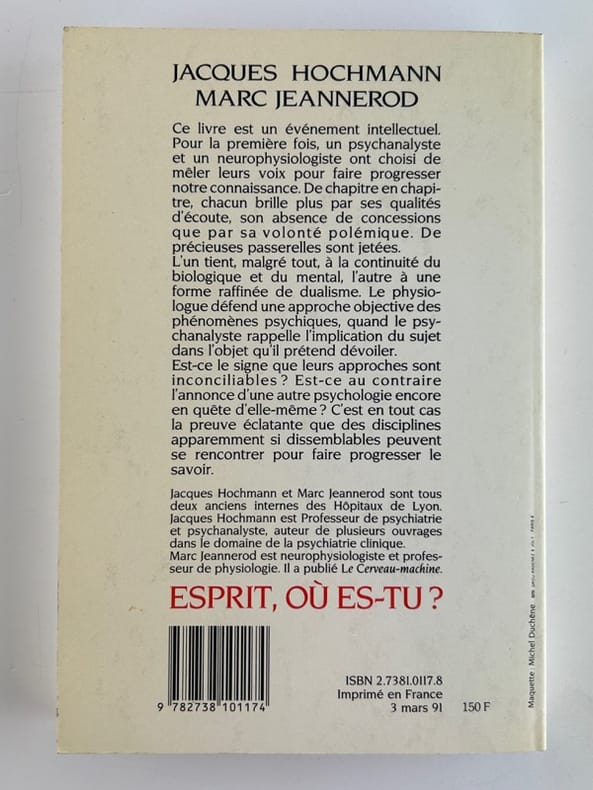 JACQUES HOCHMANN
MARC JEANNEROD
Ce livre est un événement intellectuel.
Pour la première fois, un psychanalyste
et un neurophysiologiste ont choisi de
mêler leurs voix pour faire progresser
notre connaissance. De chapitre en chapi-
tre, chacun brille plus par ses qualités
d'écoute, son absence de concessions
que par sa volonté polémique. De
précieuses passerelles sont jetées.
L'un tient, malgré tout, à la continuité du
biologique et du mental, l'autre à une
forme raffinée de dualisme. Le physio-
logue défend une approche objective des
phénomènes psychiques, quand le psy-
chanalyste rappelle l'implication du sujet
dans l'objet qu'il prétend dévoiler.
Est-ce le signe que leurs approches sont
inconciliables ? Est-ce au contraire
l'annonce d'une autre psychologie encore
en quête d'elle-même ? C'est en tout cas
la preuve éclatante que des disciplines
apparemment si dissemblables peuvent
se rencontrer pour faire progresser le
savoir.
Jacques Hochmann et Marc Jeannerod sont tous
deux anciens internes des Hôpitaux de Lyon.
Jacques Hochmann est Professeur de psychiatrie
et psychanalyste, auteur de plusieurs ouvrages
dans le domaine de la psychiatrie clinique.
Marc Jeannerod est neurophysiologiste et profes-
seur de physiologie. Il a publié Le Cerveau-machine.
ESPRIT, OÙ ES-TU ?
9 782738 101174
ISBN 2.7381.0117.8
Imprimé en France
3 mars 91 150 F
Maquette : Michel Duchêne